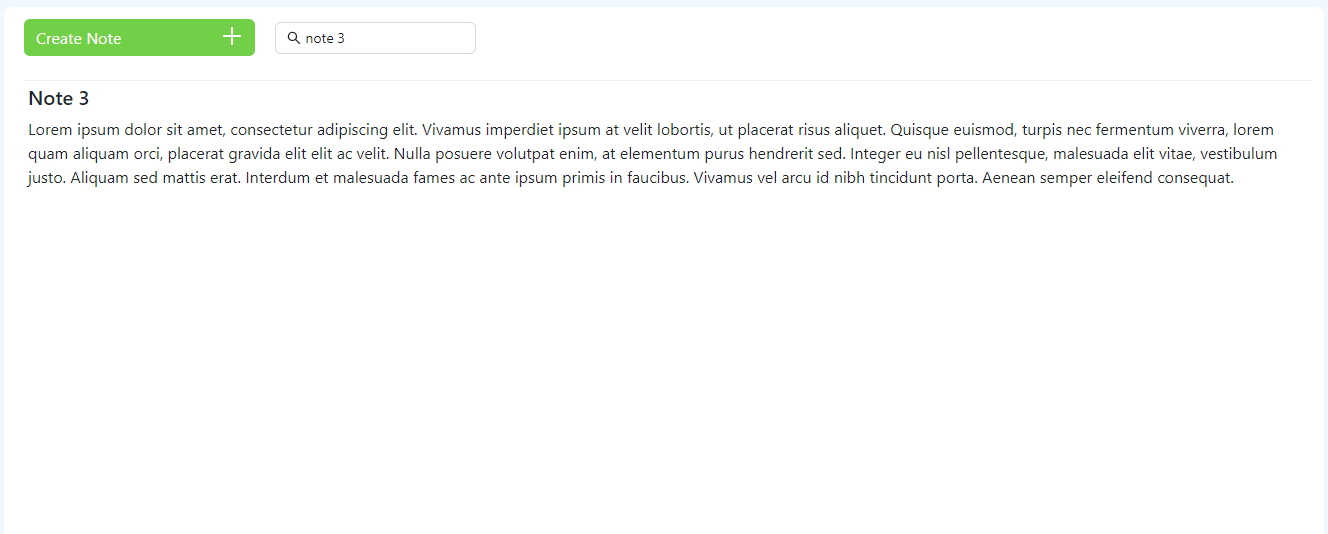 Create Note
note 3
Note 3
Lorem ipsum dolor sit amet, consectetur adipiscing elit. Vivamus imperdiet ipsum at velit lobortis, ut placerat risus aliquet. Quisque euismod, turpis nec fermentum viverra, lorem
quam aliquam orci, placerat gravida elit elit ac velit. Nulla posuere volutpat enim, at elementum purus hendrerit sed. Integer eu nisl pellentesque, malesuada elit vitae, vestibulum
justo. Aliquam sed mattis erat. Interdum et malesuada fames ac ante ipsum primis in faucibus. Vivamus vel arcu id nibh tincidunt porta. Aenean semper eleifend consequat.